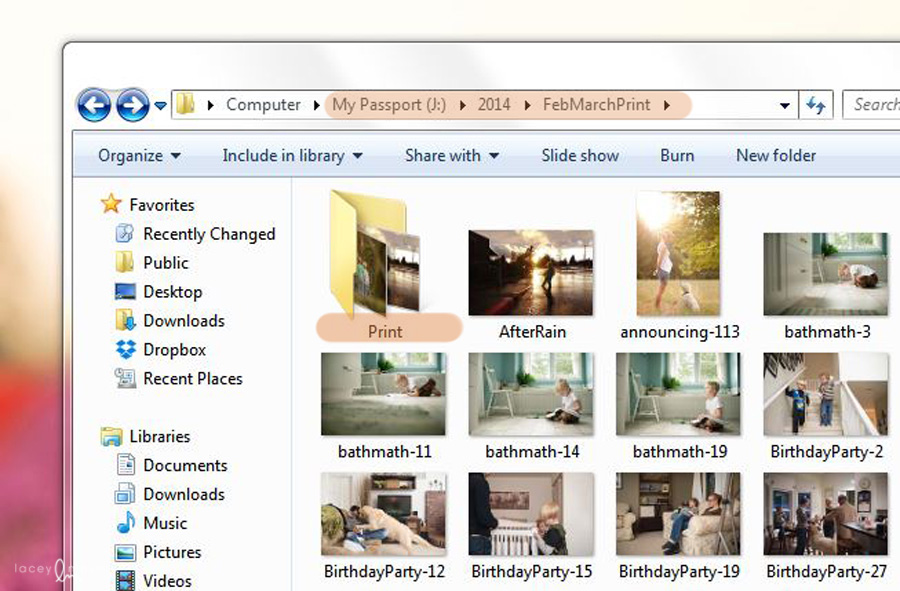 Computer My Passport (J:) 2014 FebMarchPrint Search
Organize Include in library Share with Slide show Burn New folder
Favorites
Recently Changed
Public
Desktop
Downloads
Dropbox
Recent Places
Libraries
Documents
Downloads
Music
Pictures
Videos
Print AfterRain announcing-113 bathmath-3
bathmath-11 bathmath-14 bathmath-19 BirthdayParty-2
BirthdayParty-12 BirthdayParty-15 BirthdayParty-19 BirthdayParty-27
lacey